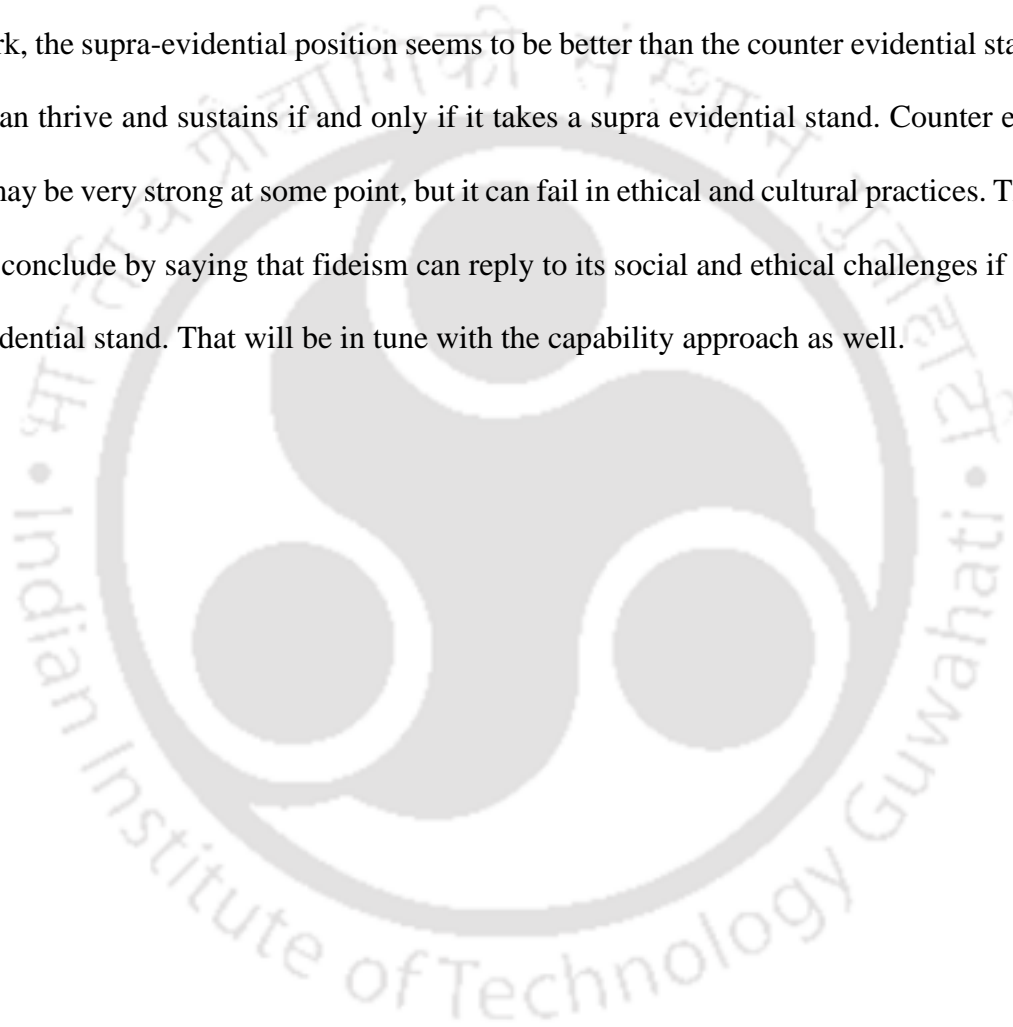 rk, the supra-evidential position seems to be better than the counter evidential sta
an thrive and sustains if and only if it takes a supra evidential stand. Counter e
may be very strong at some point, but it can fail in ethical and cultural practices. T
conclude by saying that fideism can reply to its social and ethical challenges if
dential stand. That will be in tune with the capability approach as well.
भारतीय प्रौद्योगिकी संस्थान गुवाहाटी
• Indian Institute of Technology Guwahati •